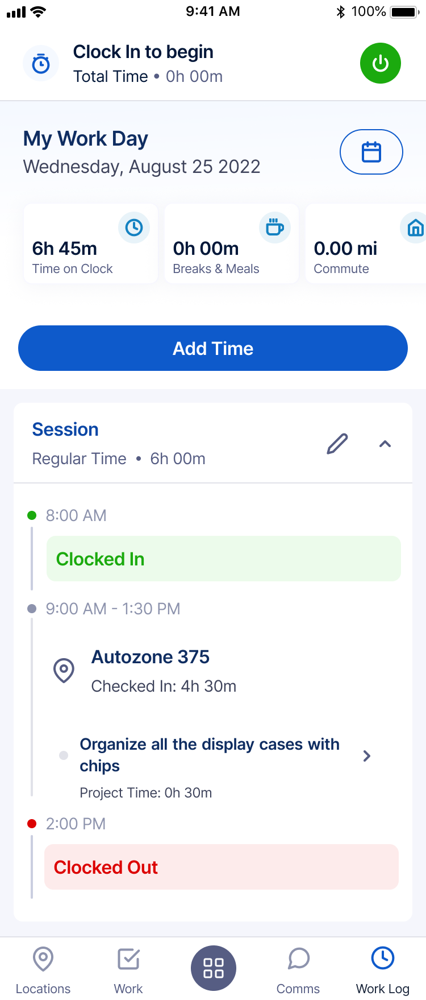 9:41 AM
100%
Clock In to begin
Total Time • 0h 00m
My Work Day
Wednesday, August 25 2022
6h 45m
Time on Clock
0h 00m
Breaks & Meals
0.00 mi
Commute
Add Time
Session
Regular Time • 6h 00m
8:00 AM
Clocked In
9:00 AM - 1:30 PM
Autozone 375
Checked In: 4h 30m
Organize all the display cases with
chips
Project Time: 0h 30m
2:00 PM
Clocked Out
Locations
Work
Comms
Work Log